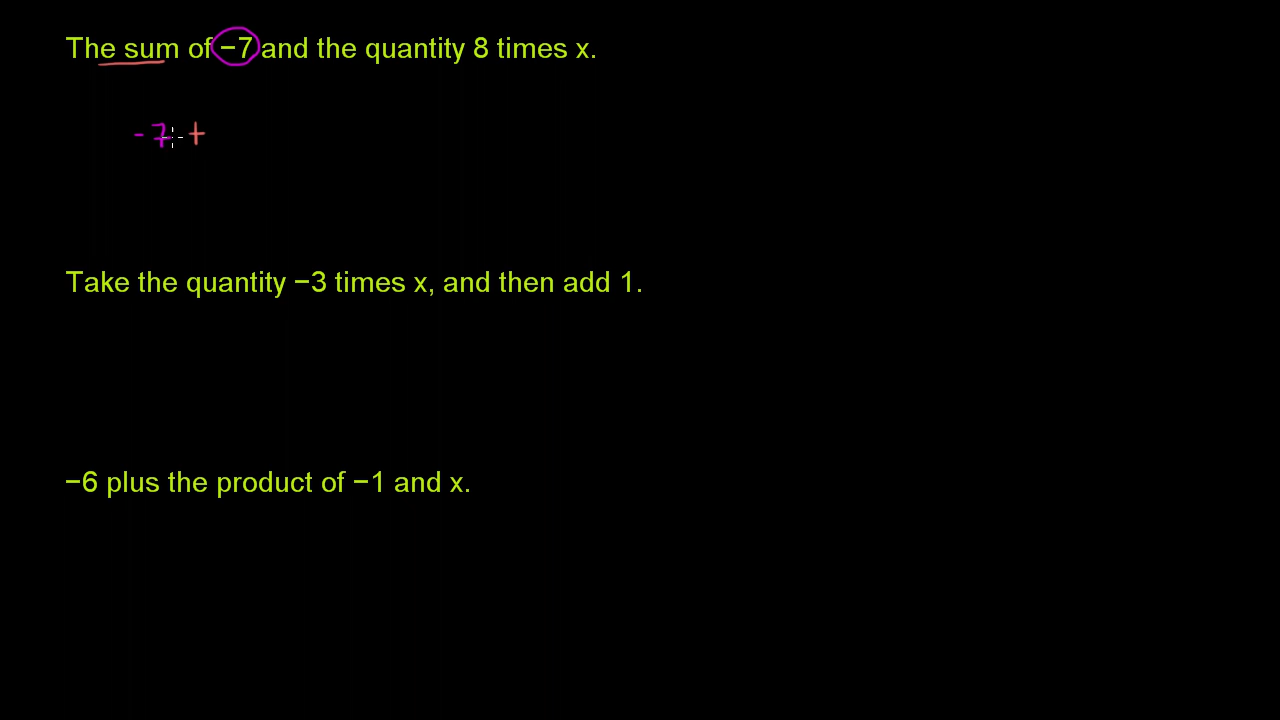 The sum of −7 and the quantity 8 times x.
-7 +
Take the quantity −3 times x, and then add 1.
−6 plus the product of −1 and x.